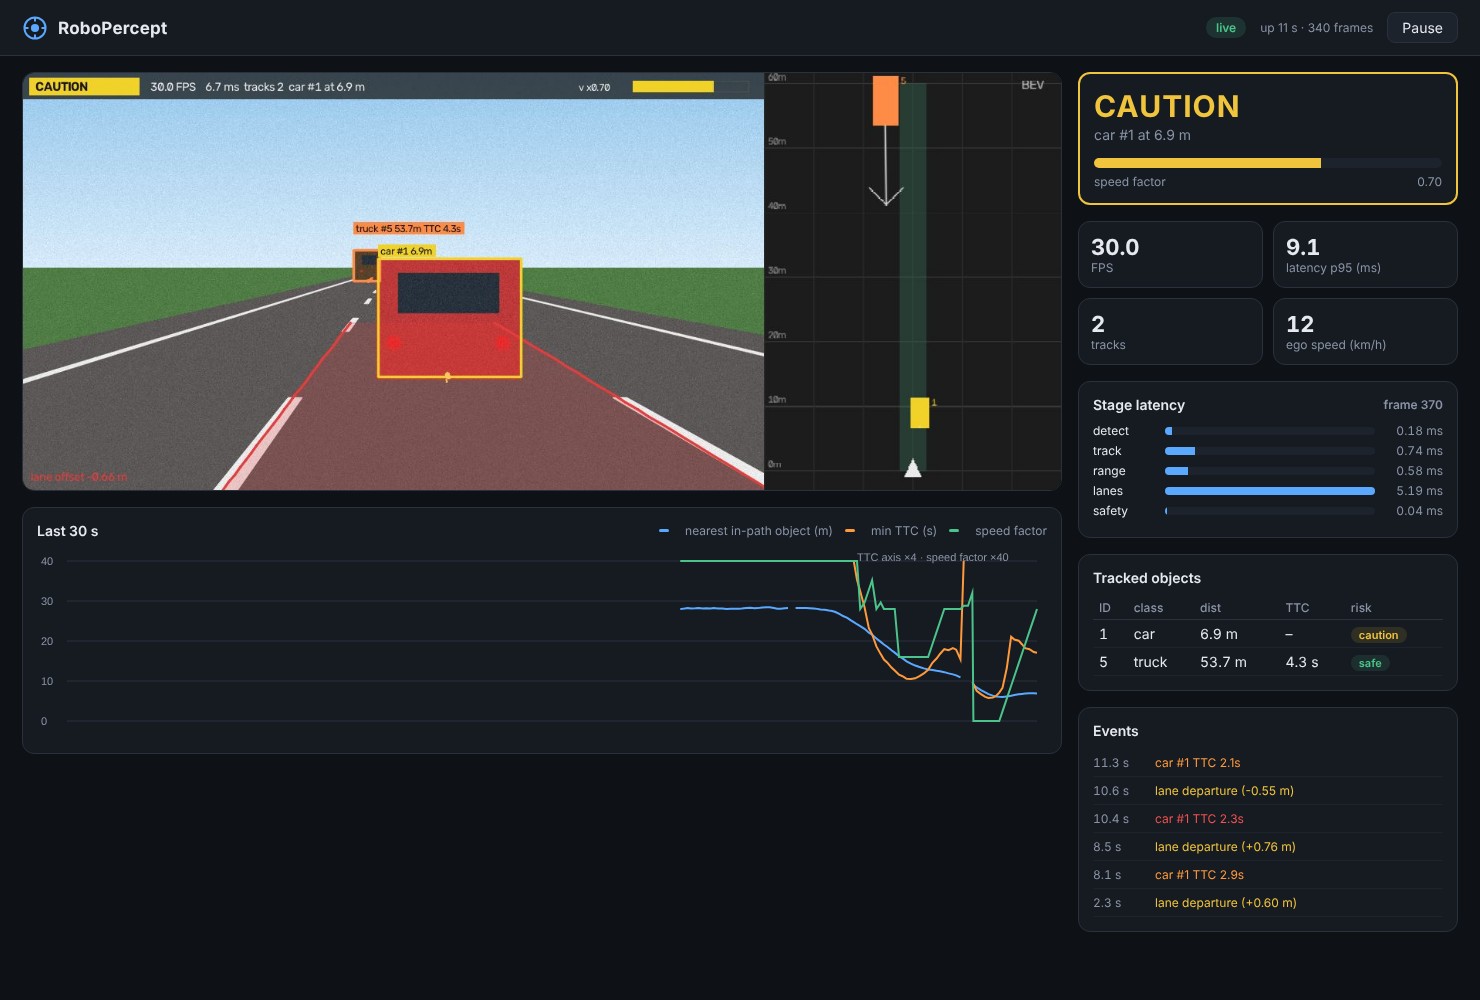 RoboPercept
live up 11 s · 340 frames Pause
CAUTION 30.0 FPS 6.7 ms tracks 2 car #1 at 6.9 m v x0.70
truck #5 53.7m TTC 4.3s
car #1 6.9m
lane offset -0.66 m
BEV
60m
5
50m
40m
30m
20m
10m
1
0m
CAUTION
car #1 at 6.9 m
speed factor 0.70
30.0
FPS
9.1
latency p95 (ms)
2
tracks
12
ego speed (km/h)
Stage latency frame 370
detect 0.18 ms
track 0.74 ms
range 0.58 ms
lanes 5.19 ms
safety 0.04 ms
Last 30 s nearest in-path object (m) min TTC (s) speed factor
TTC axis ×4 · speed factor ×40
40
30
20
10
0
Tracked objects
ID class dist TTC risk
1 car 6.9 m – caution
5 truck 53.7 m 4.3 s safe
Events
11.3 s car #1 TTC 2.1s
10.6 s lane departure (-0.55 m)
10.4 s car #1 TTC 2.3s
8.5 s lane departure (+0.76 m)
8.1 s car #1 TTC 2.9s
2.3 s lane departure (+0.60 m)